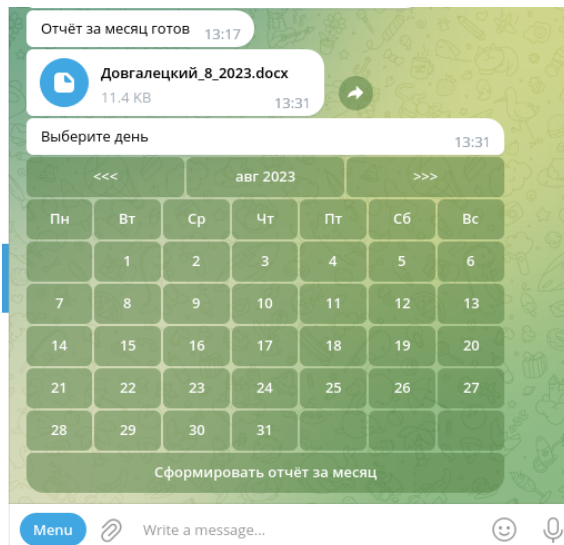 Отчёт за месяц готов 13:17
Довгалецкий_8_2023.docx
11.4 KB 13:31
Выберите день 13:31
<<< авг 2023 >>>
Пн Вт Ср Чт Пт Сб Вс
1 2 3 4 5 6
7 8 9 10 11 12 13
14 15 16 17 18 19 20
21 22 23 24 25 26 27
28 29 30 31
Сформировать отчёт за месяц
Menu Write a message...